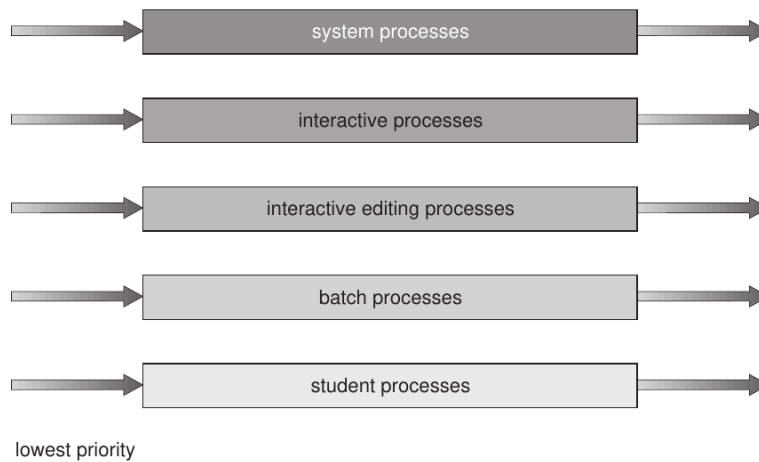 system processes
interactive processes
interactive editing processes
batch processes
student processes
lowest priority